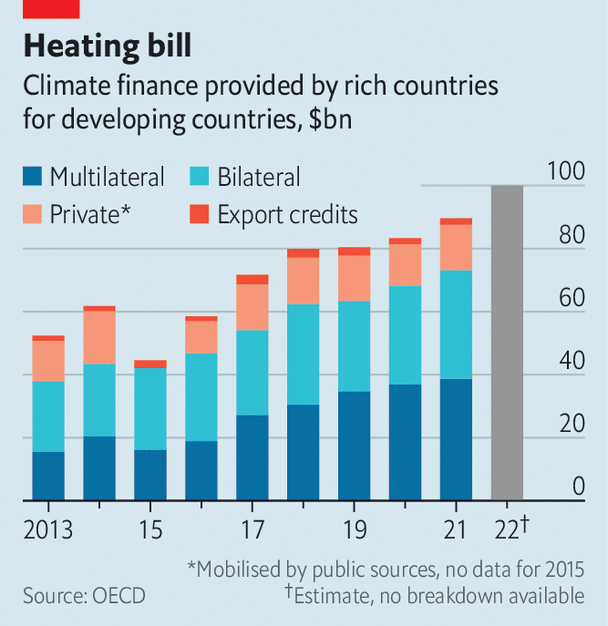 Heating bill
Climate finance provided by rich countries
for developing countries, $bn
Multilateral
Bilateral
Private*
Export credits
100
80
60
40
20
0
2013
15
17
19
21
22†
*Mobilised by public sources, no data for 2015
Source: OECD
†Estimate, no breakdown available